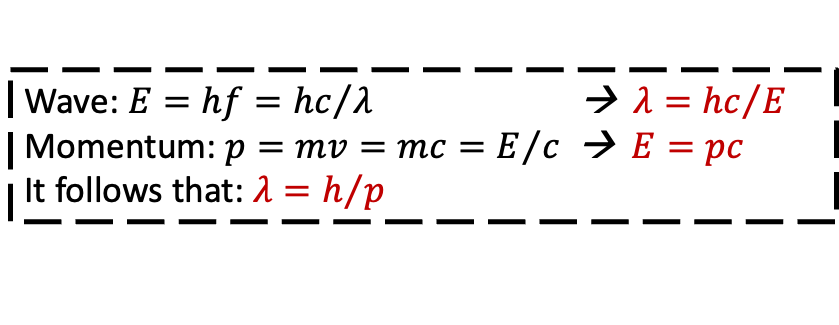 Wave: E = hf = hc/λ → λ = hc/E
Momentum: p = mv = mc = E/c → E = pc
It follows that: λ = h/p